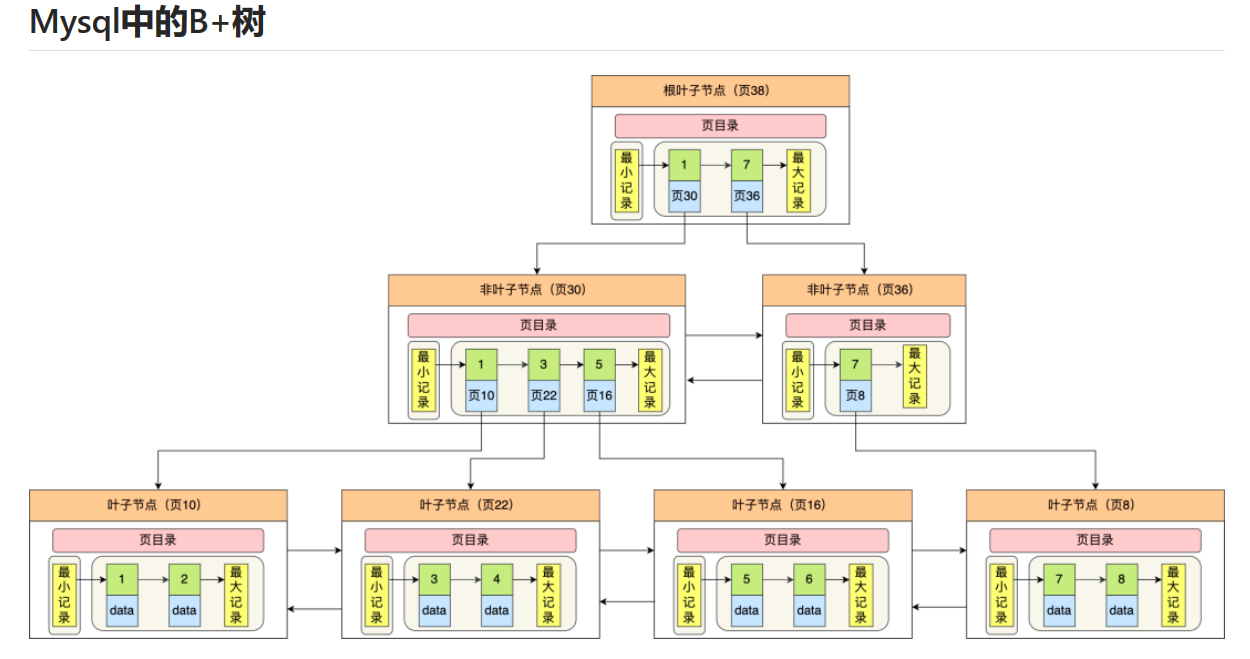 Mysql中的B+树
根叶子节点（页38）
页目录
最小记录
1
7
最大记录
页30
页36
非叶子节点（页30）
页目录
最小记录
1
3
5
最大记录
页10
页22
页16
非叶子节点（页36）
页目录
最小记录
7
最大记录
页8
叶子节点（页10）
页目录
最小记录
1
2
最大记录
data
data
叶子节点（页22）
页目录
最小记录
3
4
最大记录
data
data
叶子节点（页16）
页目录
最小记录
5
6
最大记录
data
data
叶子节点（页8）
页目录
最小记录
7
8
最大记录
data
data